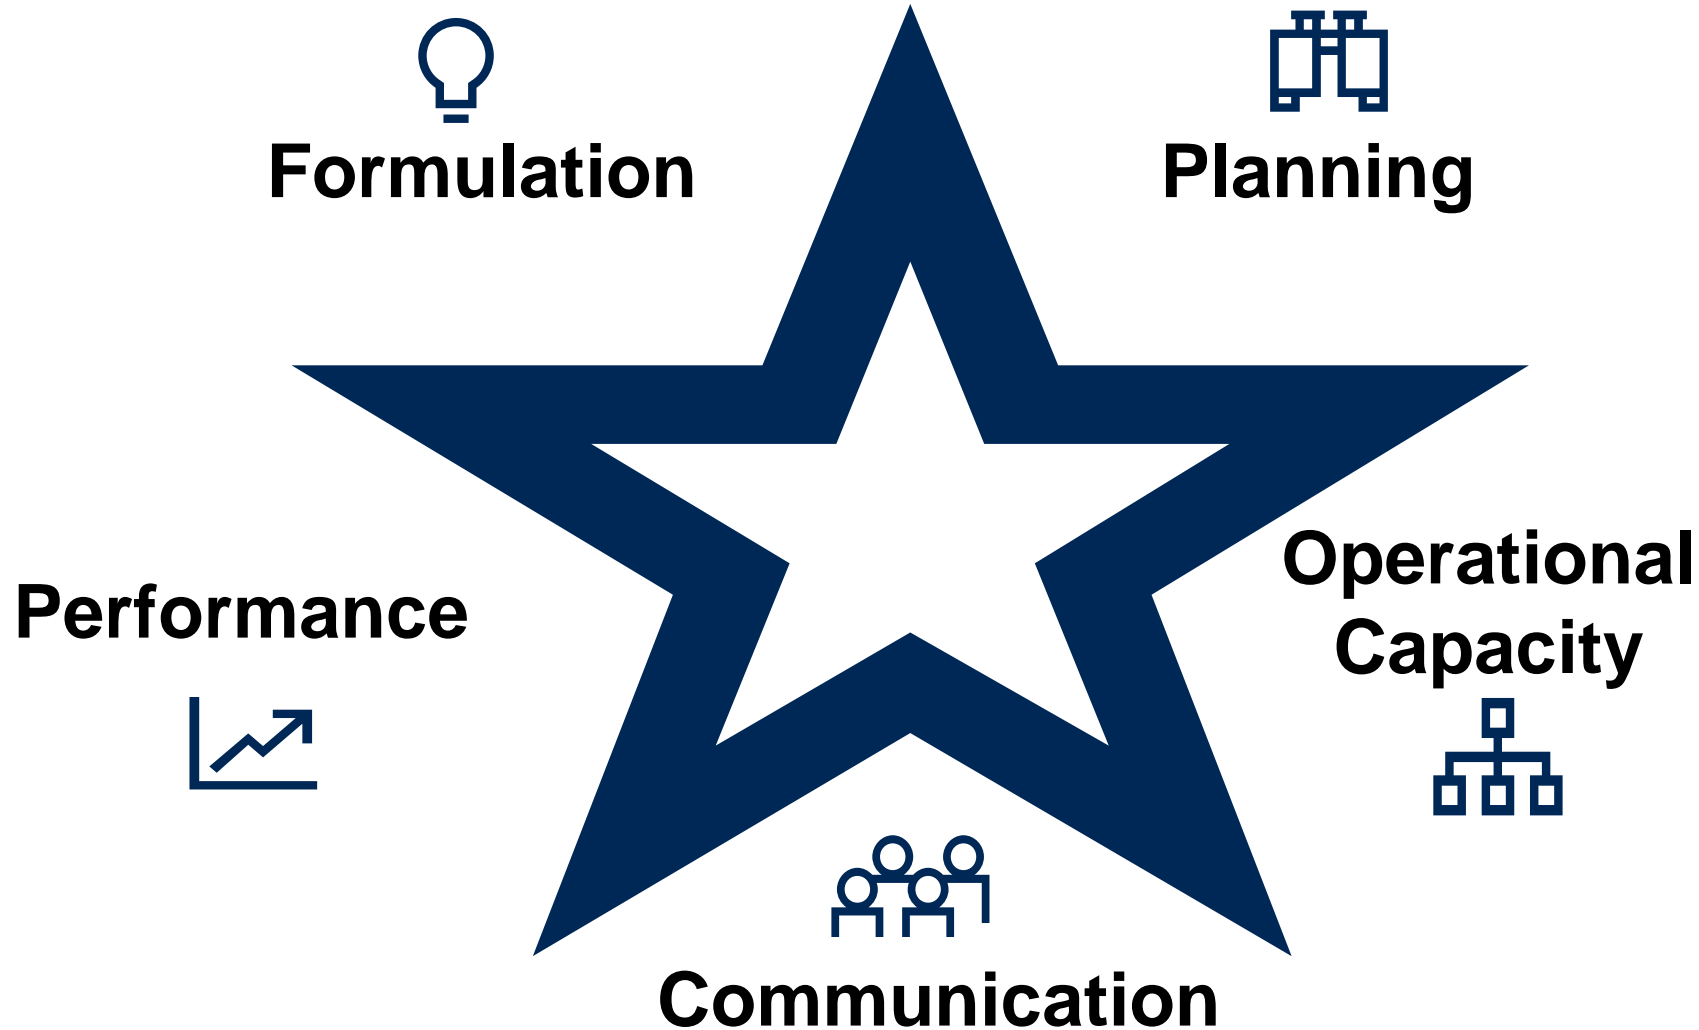 Formulation
Planning
Operational
Capacity
Performance
Communication